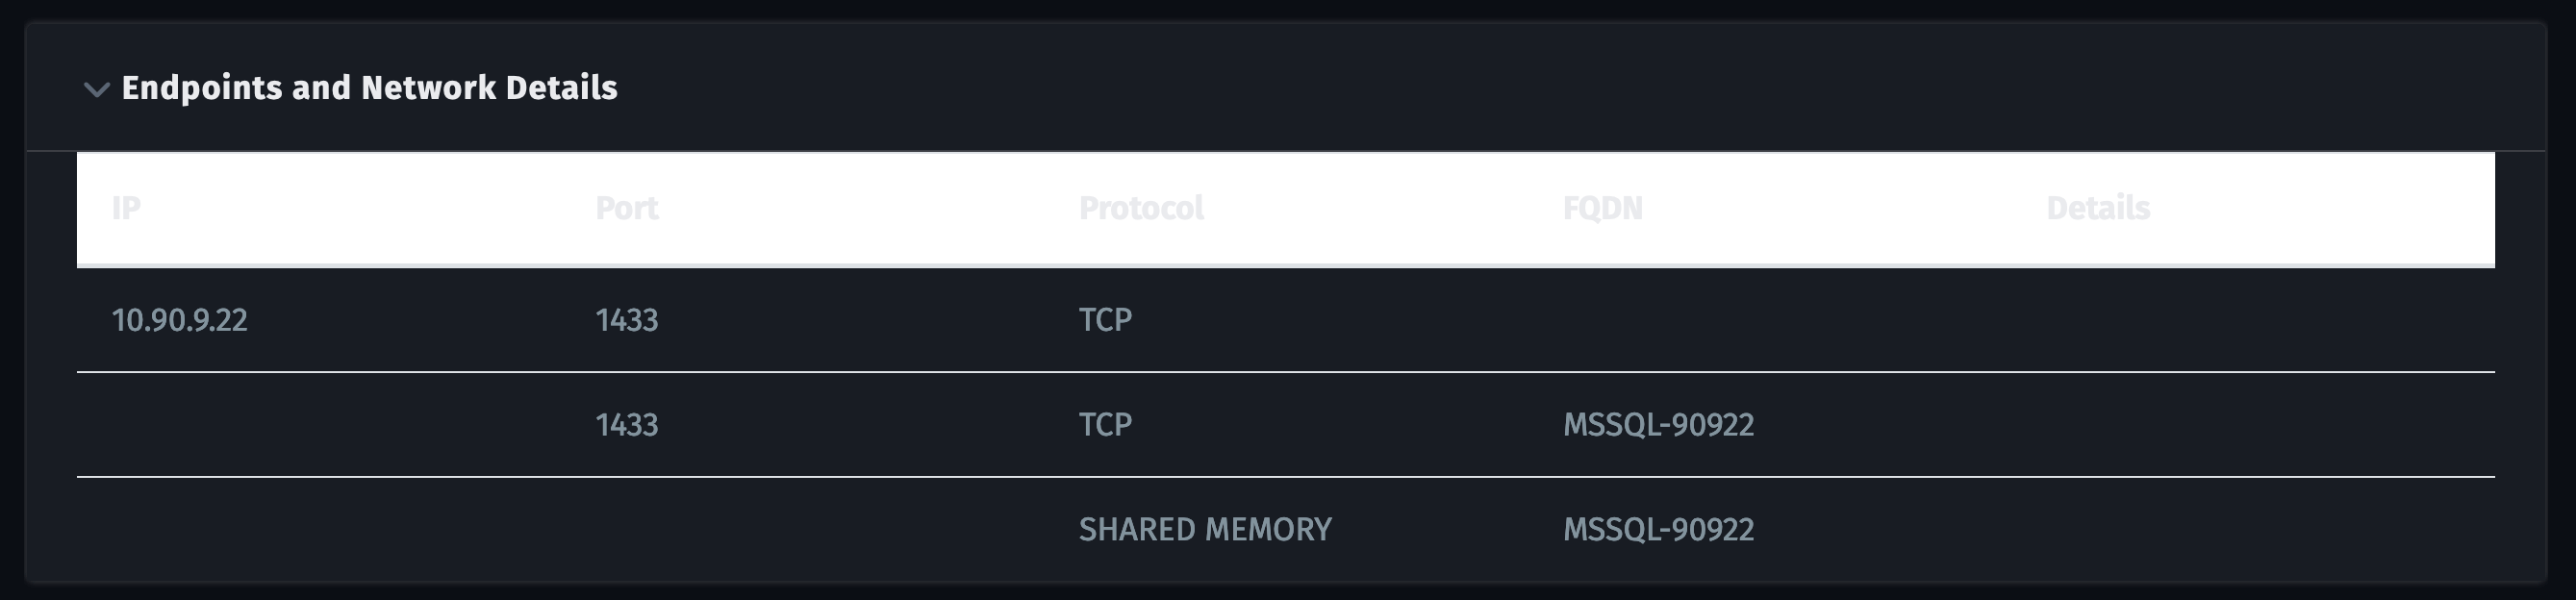 Endpoints and Network Details
IP Port Protocol FQDN Details
10.90.9.22 1433 TCP
1433 TCP MSSQL-90922
SHARED MEMORY MSSQL-90922